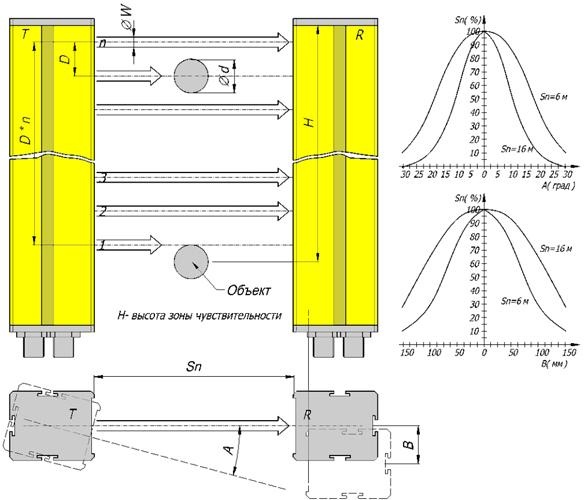 T
⌀W
R
n
D
⌀d
D*n
H
3
2
1
Объект
H- высота зоны чувствительности
Sn(%)
100%
90
80
70
60
50
40
30
20
10
Sn=6 м
Sn=16 м
30 25 20 15 10 5 0 5 10 15 20 25 30
A( град)
Sn(%)
100%
90
80
70
60
50
40
30
20
10
Sn=16 м
Sn=6 м
150 100 50 0 50 100 150
B( мм)
Sn
T
R
A
B